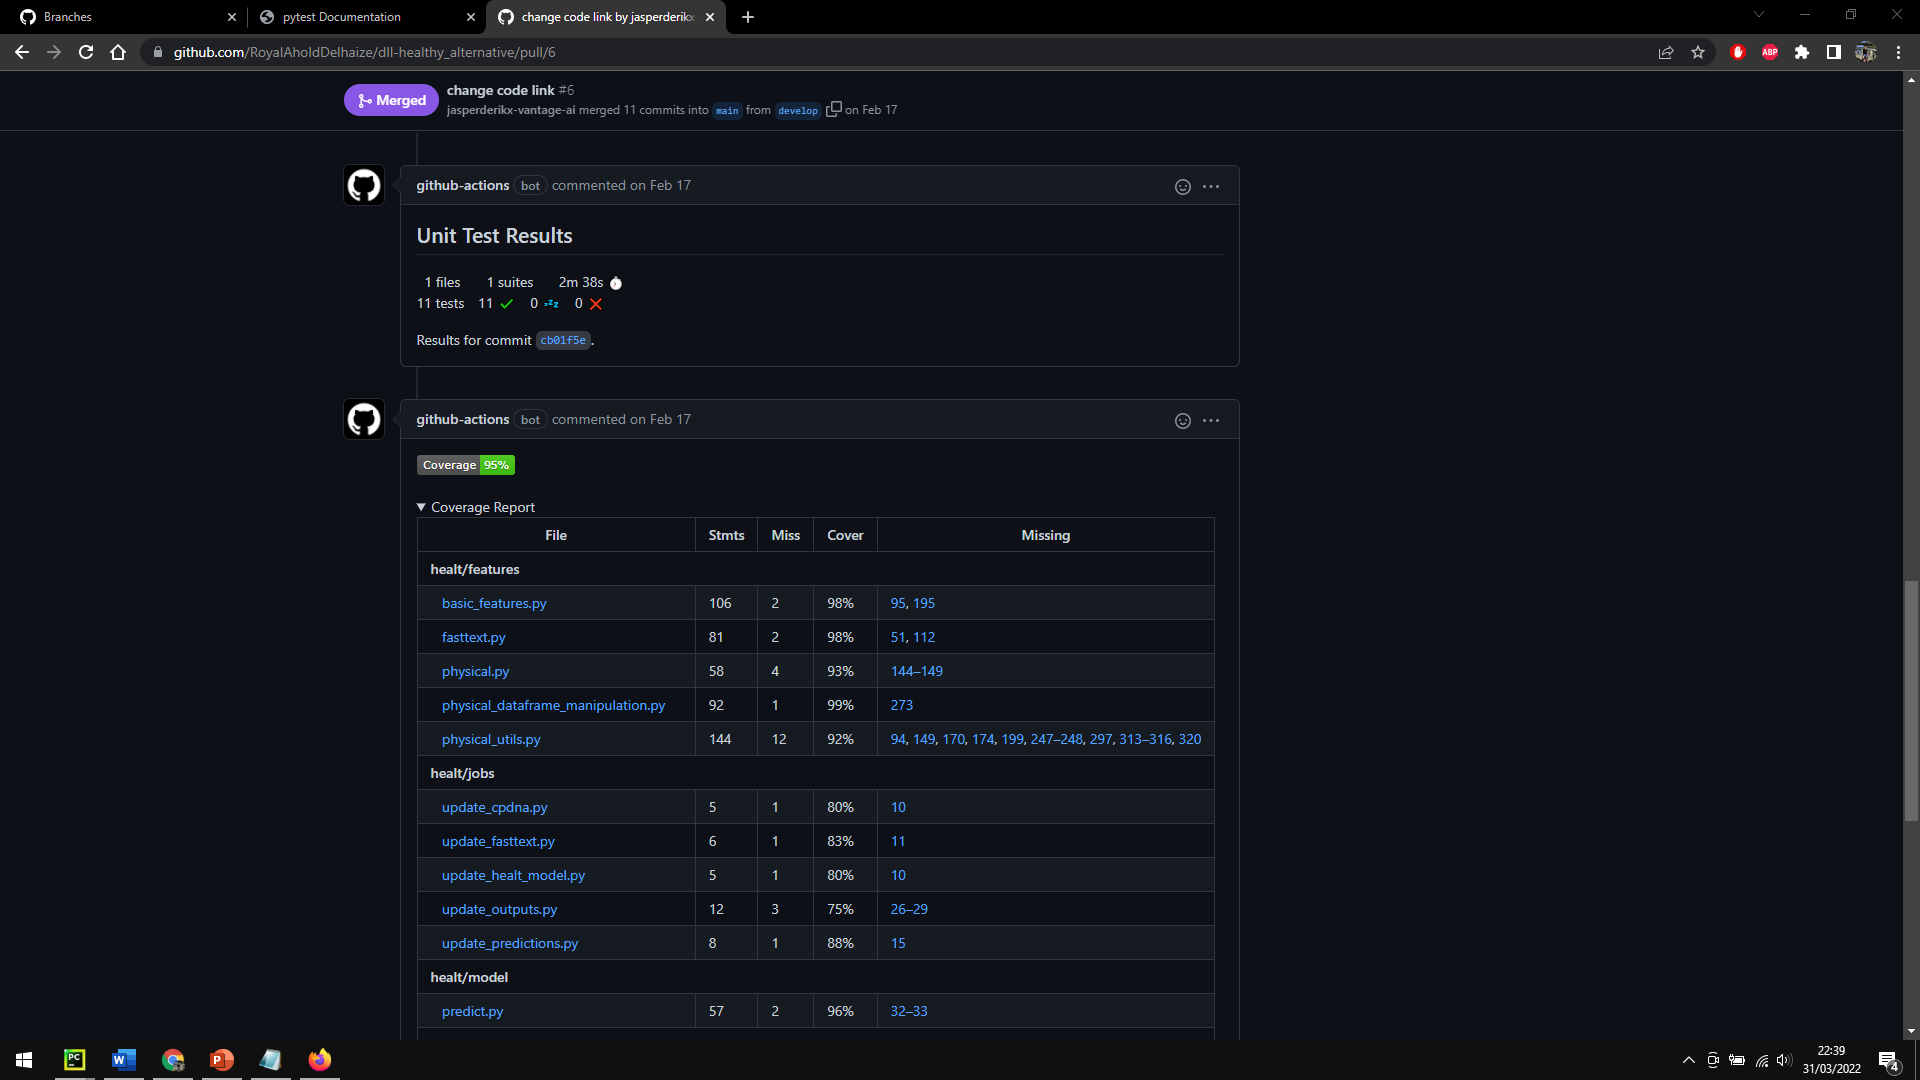 Branches
pytest Documentation
change code link by jasperderikx
github.com/RoyalAholdDelhaize/dll-healthy_alternative/pull/6
ABP
Merged
change code link #6
jasperderikx-vantage-ai merged 11 commits into main from develop on Feb 17
github-actions bot commented on Feb 17
Unit Test Results
1 files 1 suites 2m 38s
11 tests 11 0 zzz 0
Results for commit cb01f5e.
github-actions bot commented on Feb 17
Coverage 95%
Coverage Report
File Stmts Miss Cover Missing
healt/features
basic_features.py 106 2 98% 95, 195
fasttext.py 81 2 98% 51, 112
physical.py 58 4 93% 144–149
physical_dataframe_manipulation.py 92 1 99% 273
physical_utils.py 144 12 92% 94, 149, 170, 174, 199, 247–248, 297, 313–316, 320
healt/jobs
update_cpdna.py 5 1 80% 10
update_fasttext.py 6 1 83% 11
update_healt_model.py 5 1 80% 10
update_outputs.py 12 3 75% 26–29
update_predictions.py 8 1 88% 15
healt/model
predict.py 57 2 96% 32–33
PC
W
P
22:39
31/03/2022
4